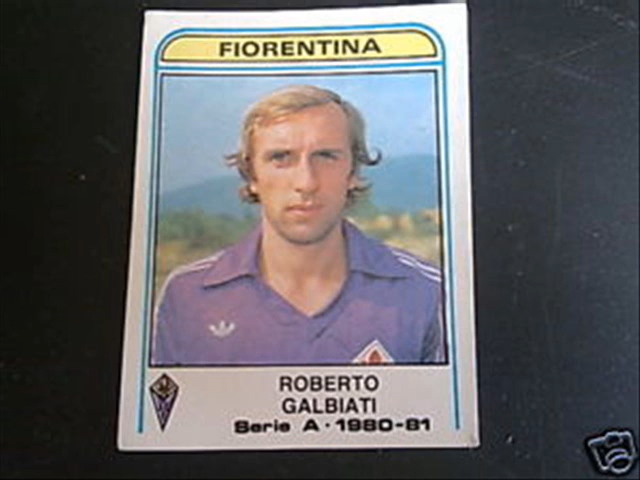 FIORENTINA
ROBERTO
GALBIATI
Serie A · 1980-81